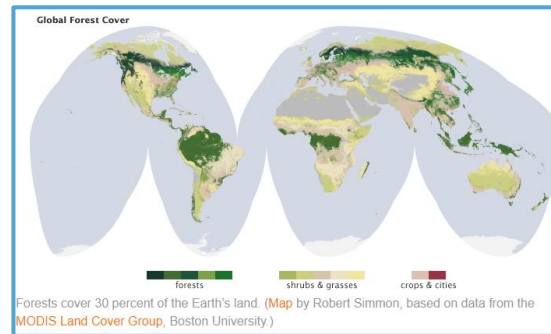 Global Forest Cover
forests
shrubs & grasses
crops & cities
Forests cover 30 percent of the Earth's land. (Map by Robert Simmon, based on data from the
MODIS Land Cover Group, Boston University.)